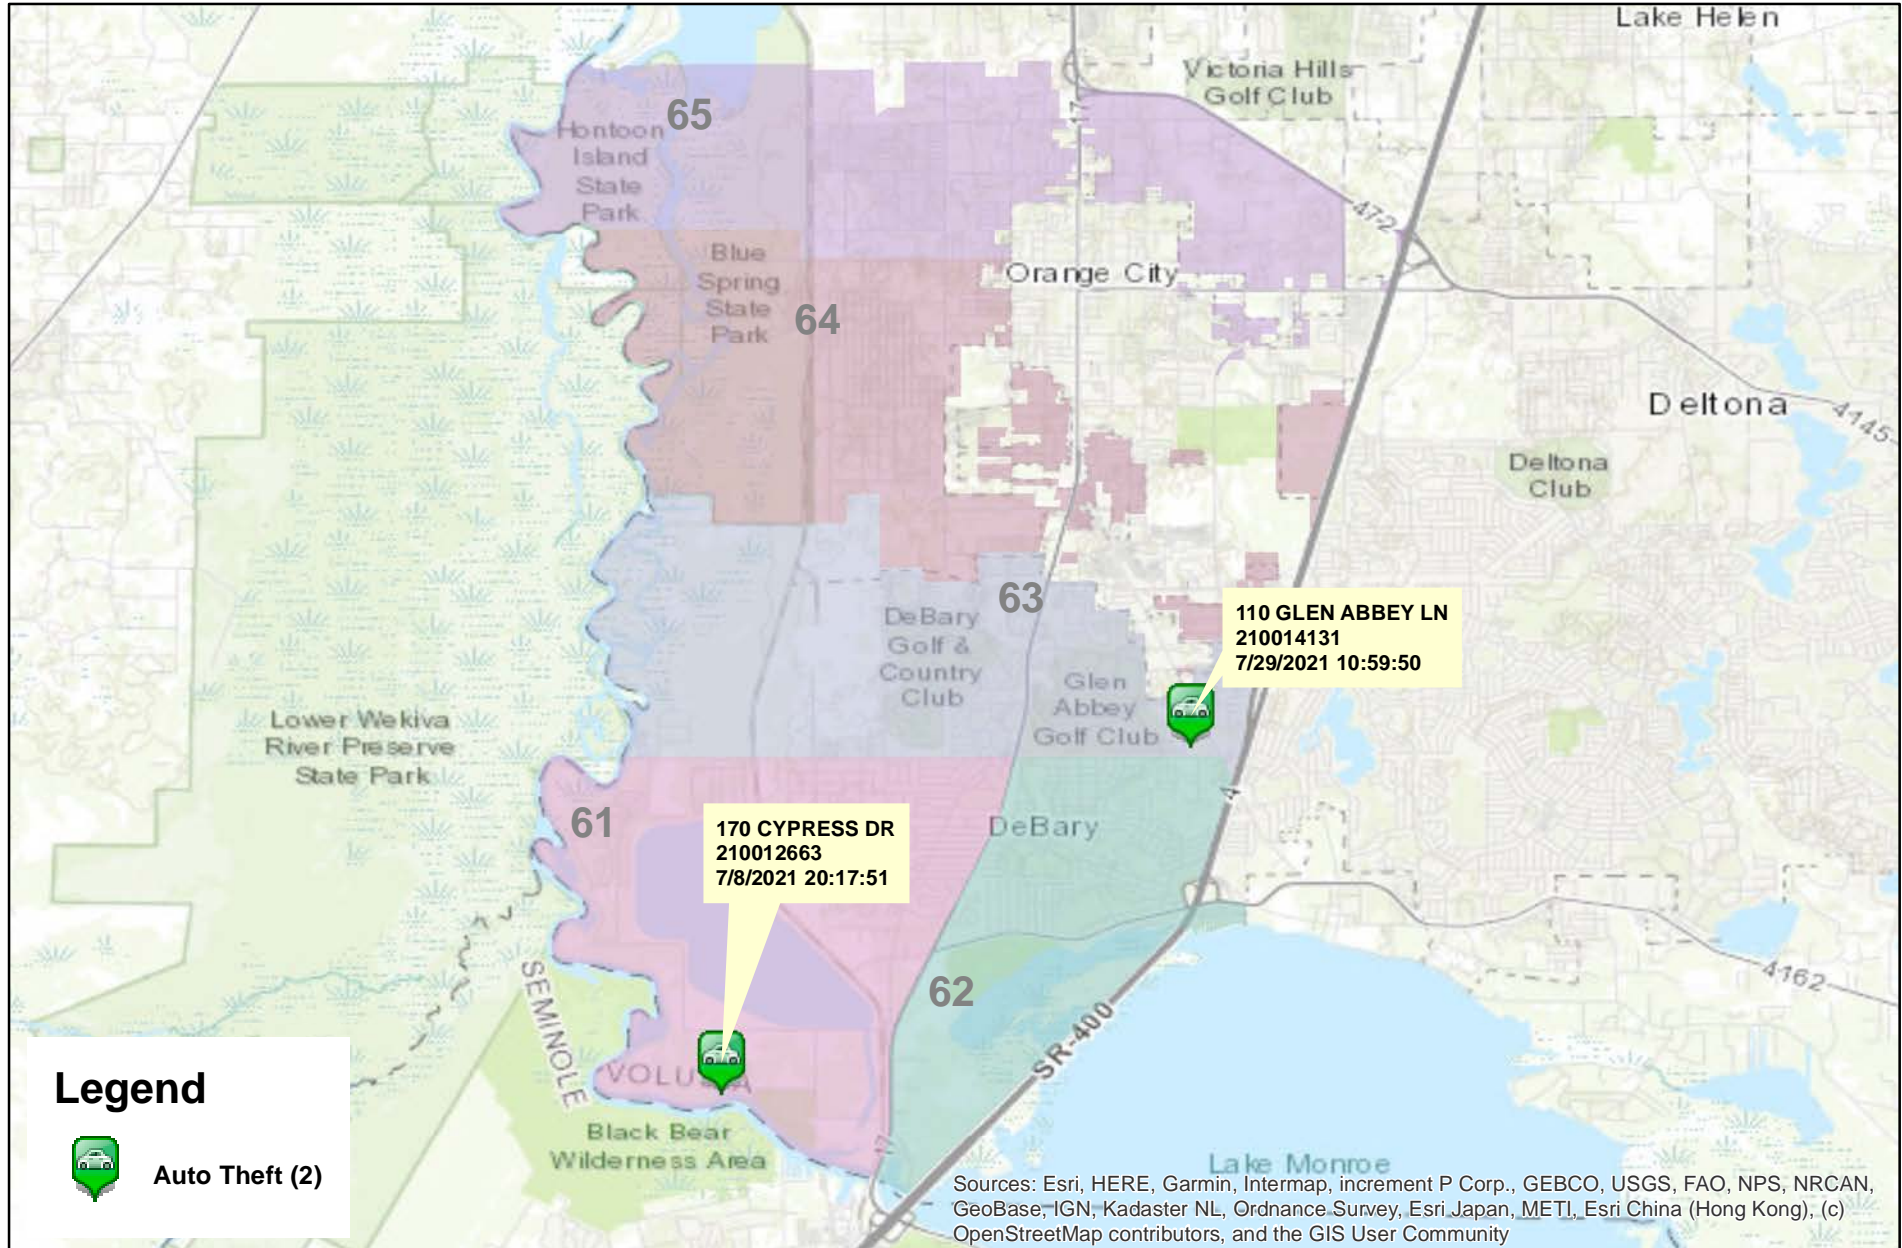 Lake Helen
Victoria Hills
Golf Club
17
65
Hontoon
Island
State
Park
472
Blue
Spring
State
Park
64
Orange City
Deltona
4145
Deltona
Club
63
DeBary
Golf &
Country
Club
110 GLEN ABBEY LN
210014131
7/29/2021 10:59:50
Glen
Abbey
Golf Club
Lower Wekiva
River Preserve
State Park
61
170 CYPRESS DR
210012663
7/8/2021 20:17:51
DeBary
4
62
4162
SEMINOLE
SR-400
VOLU A
Legend
Auto Theft (2)
Black Bear
Wilderness Area
17
Lake Monroe
Sources: Esri, HERE, Garmin, Intermap, increment P Corp., GEBCO, USGS, FAO, NPS, NRCAN,
GeoBase, IGN, Kadaster NL, Ordnance Survey, Esri Japan, METI, Esri China (Hong Kong), (c)
OpenStreetMap contributors, and the GIS User Community